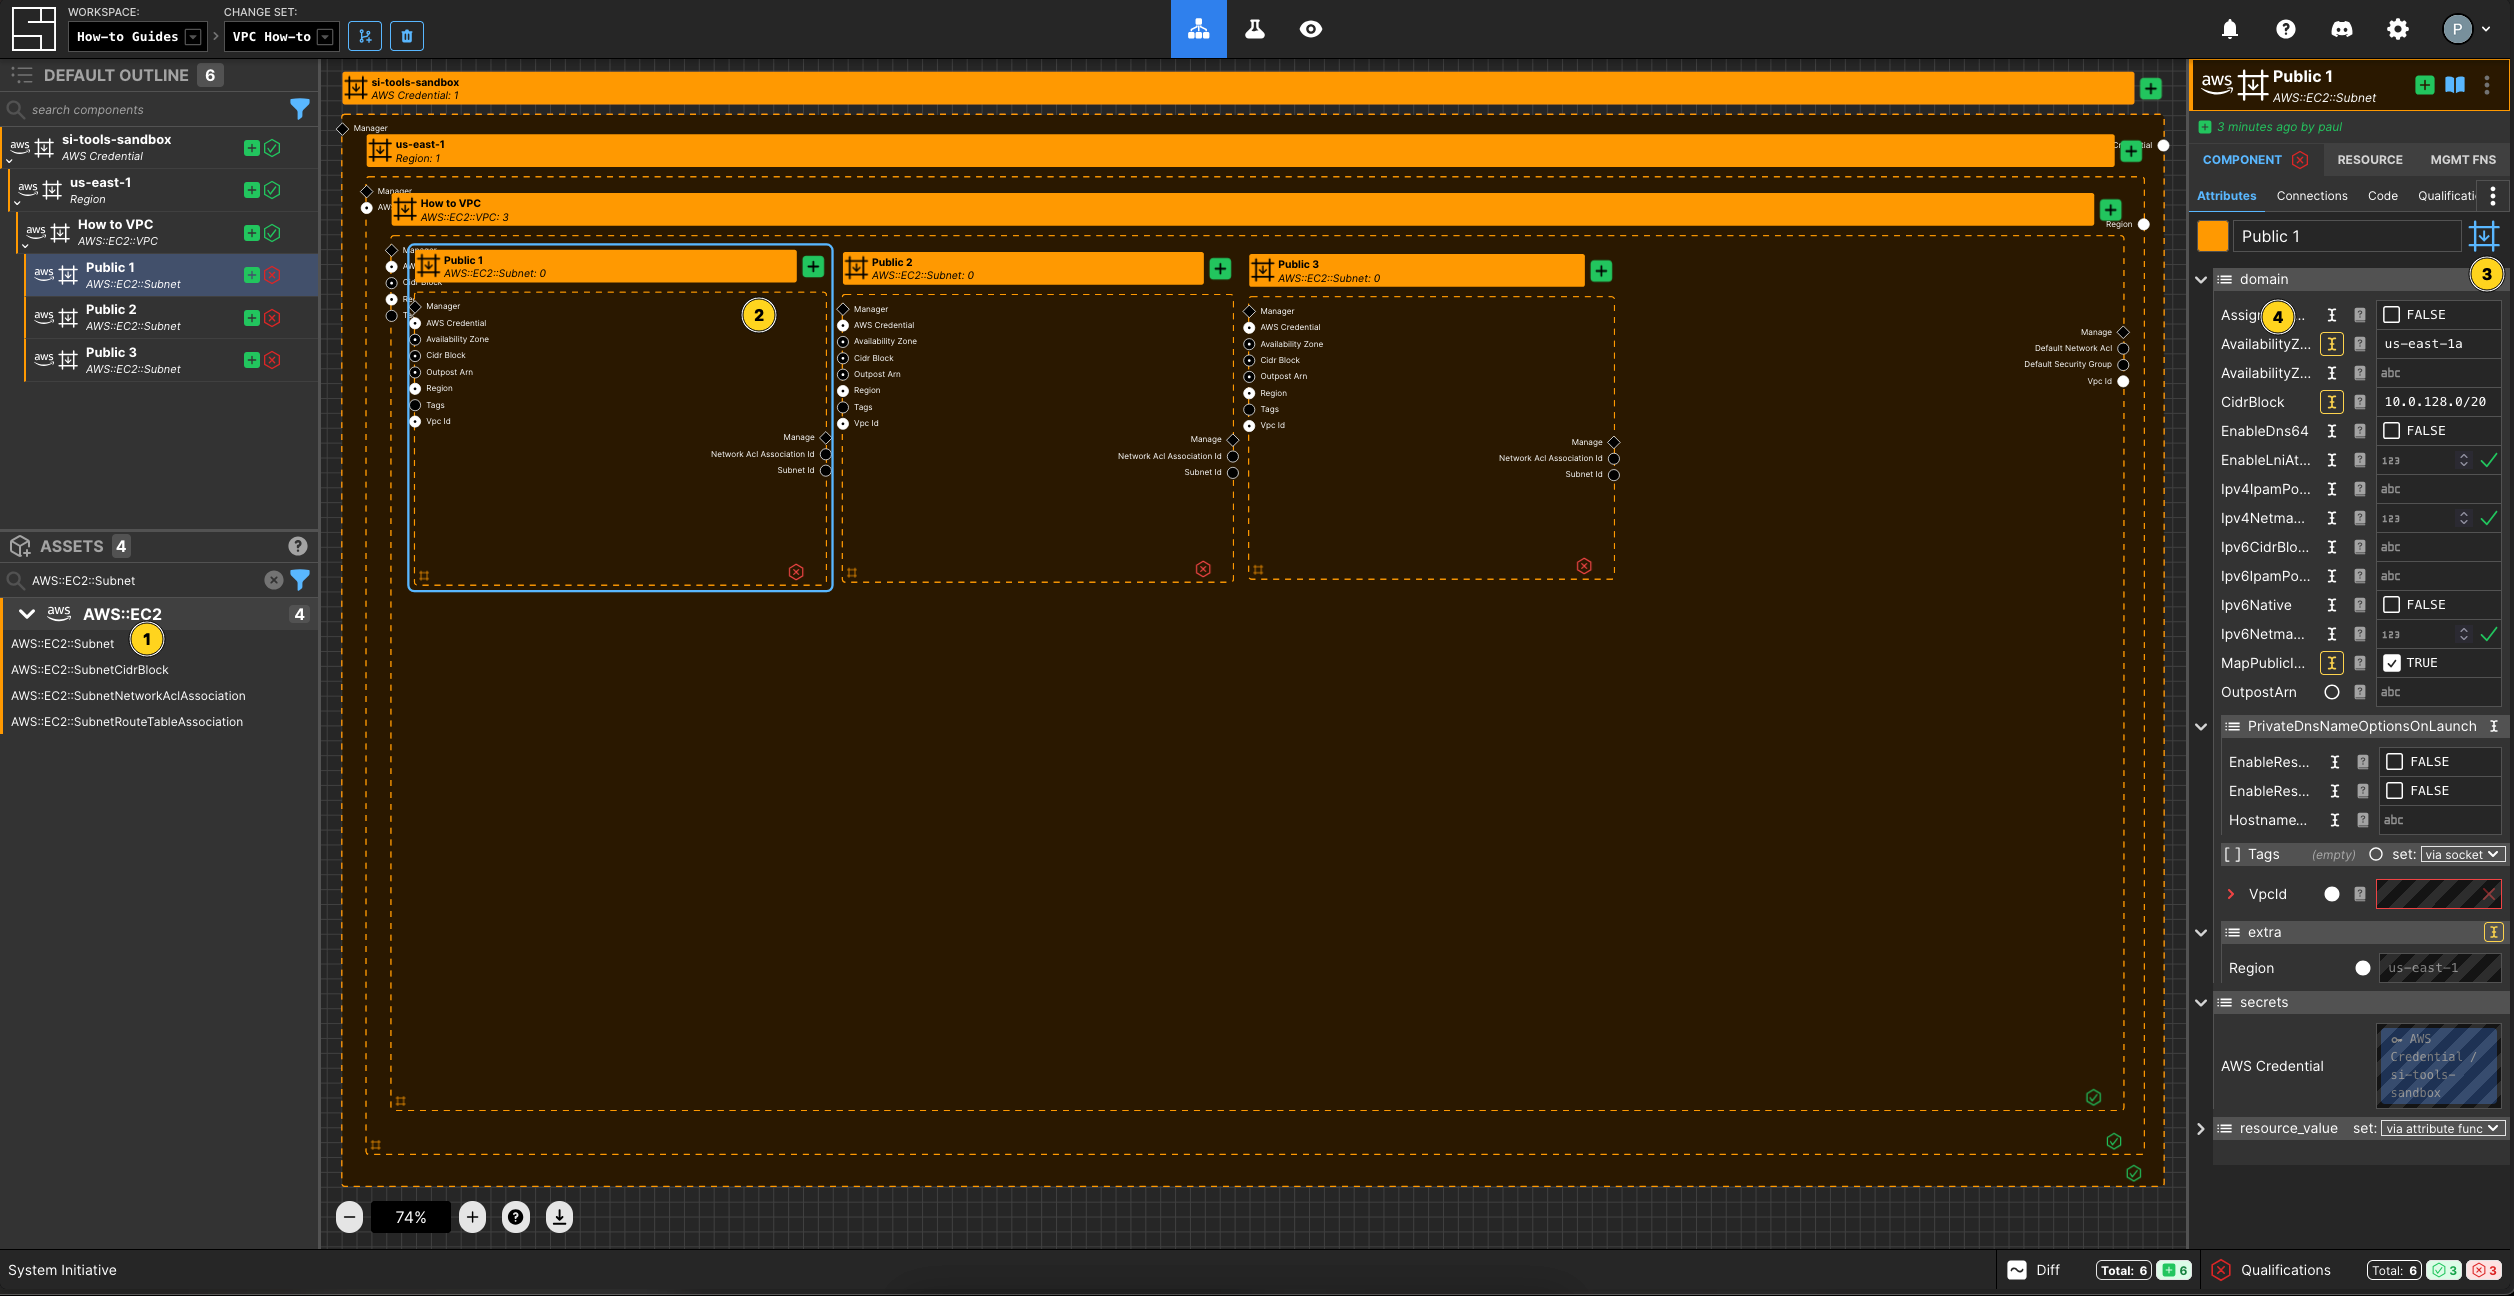 WORKSPACE:
How-to Guides
CHANGE SET:
VPC How-to
P
DEFAULT OUTLINE 6
search components
aws si-tools-sandbox
AWS Credential
aws us-east-1
Region
aws How to VPC
AWS::EC2::VPC
aws Public 1
AWS::EC2::Subnet
aws Public 2
AWS::EC2::Subnet
aws Public 3
AWS::EC2::Subnet
ASSETS 4
AWS::EC2::Subnet
aws AWS::EC2 4
AWS::EC2::Subnet
1
AWS::EC2::SubnetCidrBlock
AWS::EC2::SubnetNetworkAclAssociation
AWS::EC2::SubnetRouteTableAssociation
si-tools-sandbox
AWS Credential: 1
Manager
us-east-1
Region: 1
Manager
How to VPC
AWS::EC2::VPC: 3
Region
Public 1
AWS::EC2::Subnet: 0
2
Manager
AWS Credential
Availability Zone
Cidr Block
Outpost Arn
Region
Tags
Vpc Id
Manage
Network Acl Association Id
Subnet Id
Public 2
AWS::EC2::Subnet: 0
Manager
AWS Credential
Availability Zone
Cidr Block
Outpost Arn
Region
Tags
Vpc Id
Manage
Network Acl Association Id
Subnet Id
Public 3
AWS::EC2::Subnet: 0
Manager
AWS Credential
Availability Zone
Cidr Block
Outpost Arn
Region
Tags
Vpc Id
Manage
Network Acl Association Id
Subnet Id
Manage
Default Network Acl
Default Security Group
Vpc Id
74%
aws Public 1
AWS::EC2::Subnet
3 minutes ago by paul
COMPONENT RESOURCE MGMT FNS
Attributes Connections Code Qualificati
Public 1
domain 3
Assig... 4 FALSE
AvailabilityZ... us-east-1a
AvailabilityZ... abc
CidrBlock 10.0.128.0/20
EnableDns64 FALSE
EnableLniAt... 123
Ipv4IpamPo... abc
Ipv4Netma... 123
Ipv6CidrBlo... abc
Ipv6IpamPo... abc
Ipv6Native FALSE
Ipv6Netma... 123
MapPublicI... TRUE
OutpostArn abc
PrivateDnsNameOptionsOnLaunch
EnableRes... FALSE
EnableRes... FALSE
Hostname... abc
[ ] Tags (empty) set: via socket
VpcId
extra
Region us-east-1
secrets
AWS Credential
AWS
Credential /
si-tools-
sandbox
resource_value set: via attribute func
System Initiative
Diff Total: 6 6
Qualifications Total: 6 3 3